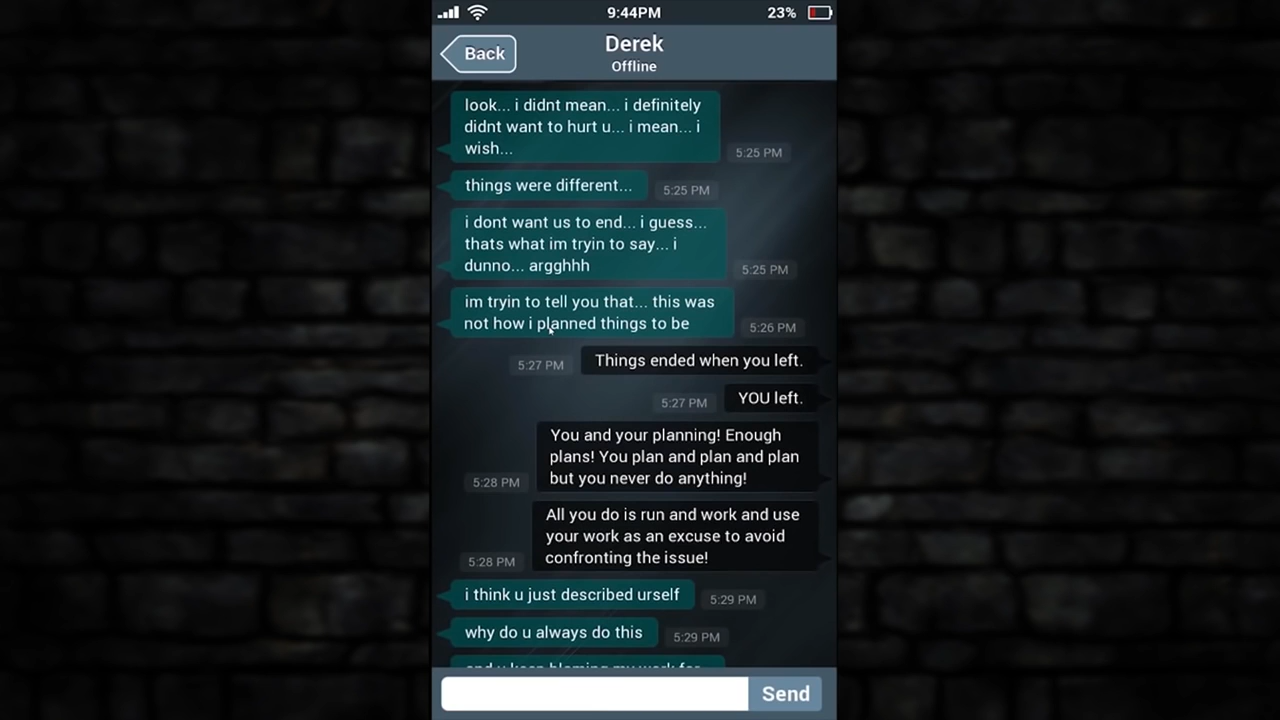 9:44PM
23%
Back
Derek
Offline
look... i didnt mean... i definitely
didnt want to hurt u... i mean... i
wish...
5:25 PM
things were different...
5:25 PM
i dont want us to end... i guess...
thats what im tryin to say... i
dunno... argghhh
5:25 PM
im tryin to tell you that... this was
not how i planned things to be
5:26 PM
5:27 PM
Things ended when you left.
5:27 PM
YOU left.
You and your planning! Enough
plans! You plan and plan and plan
but you never do anything!
5:28 PM
All you do is run and work and use
your work as an excuse to avoid
confronting the issue!
5:28 PM
i think u just described urself
5:29 PM
why do u always do this
5:29 PM
and u keep blaming my work for
Send